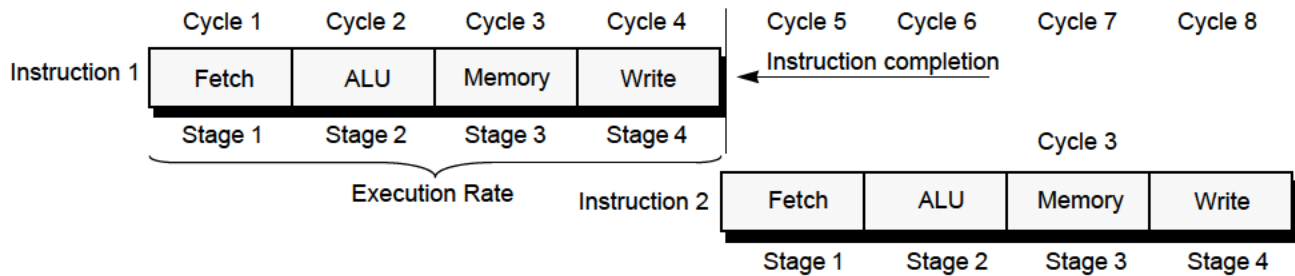 Cycle 1 Cycle 2 Cycle 3 Cycle 4 Cycle 5 Cycle 6 Cycle 7 Cycle 8
Instruction completion
Instruction 1 Fetch ALU Memory Write
Stage 1 Stage 2 Stage 3 Stage 4
Cycle 3
Execution Rate
Instruction 2 Fetch ALU Memory Write
Stage 1 Stage 2 Stage 3 Stage 4